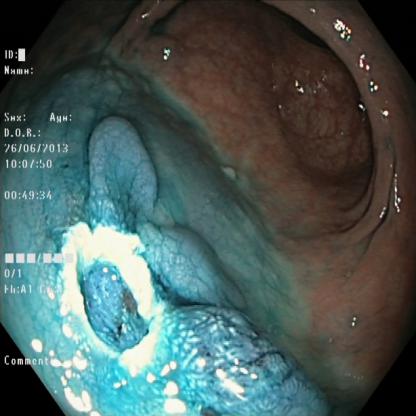 ID:
Name:
Sex: Age:
D.O.R.:
26/06/2013
10:07:50
00:49:34
0/1
Comment